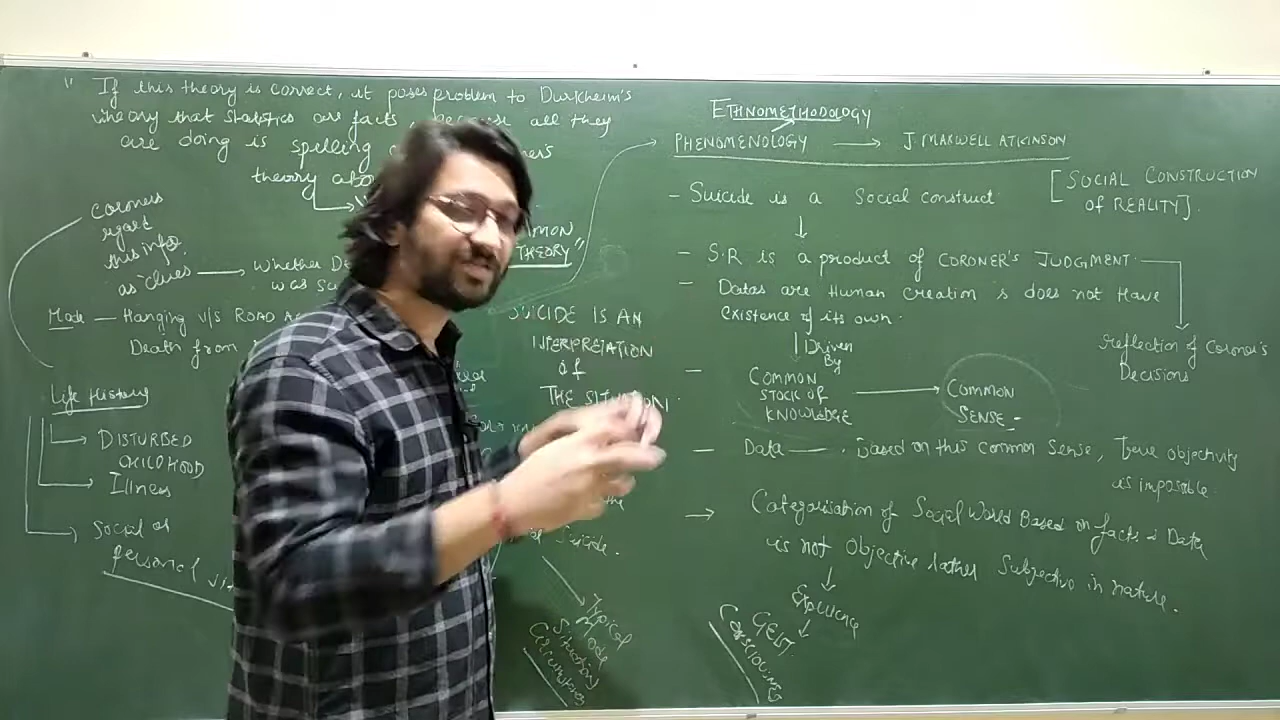 " If this theory is correct, it poses problem to Durkheim's
theory that statistics are facts, because all they
are doing is spelling
theory
coroners
regard
this info
as clues → whether
was
Mode — Hanging v/s ROAD
Death from
Life History
DISTURBED
CHILDHOOD
Illness
Social or
personal
THEORY"
SUICIDE IS AN
INTERPRETATION
of
THE SITUATION
the
Suicide.
Typical
Mode
Situation
ETHNOMETHODOLOGY
PHENOMENOLOGY → J. MAXWELL ATKINSON
- Suicide is a Social construct
[SOCIAL CONSTRUCTION
of REALITY].
- S.R is a product of CORONER'S JUDGMENT.
- Datas are Human Creation & does not Have
Existence of its own.
Reflection of Coroner's
Decisions
Driven
By
- COMMON
STOCK OF
KNOWLEDGE
→ COMMON
SENSE -
- Data — . Based on this Common Sense, True objectivity
is impossible.
→ Categorisation of Social World Based on facts & Data
is not Objective rather Subjective in nature.
GEIST